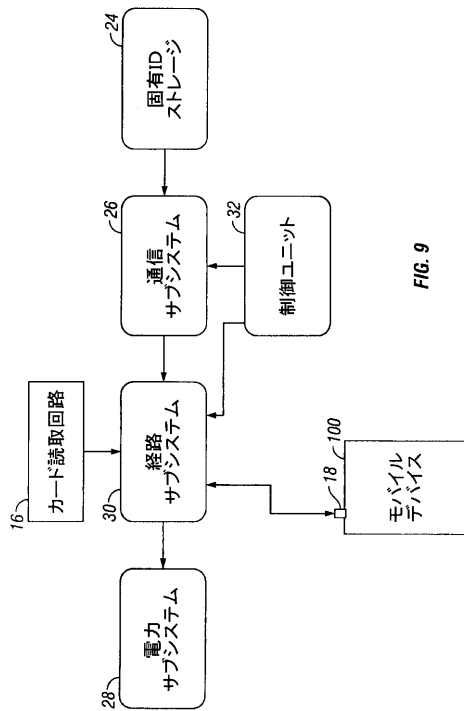 24
固有ID
ストレージ
26
通信
サブシステム
32
制御ユニット
16
カード読取回路
30
経路
サブシステム
28
電力
サブシステム
18
100
モバイル
デバイス
FIG. 9